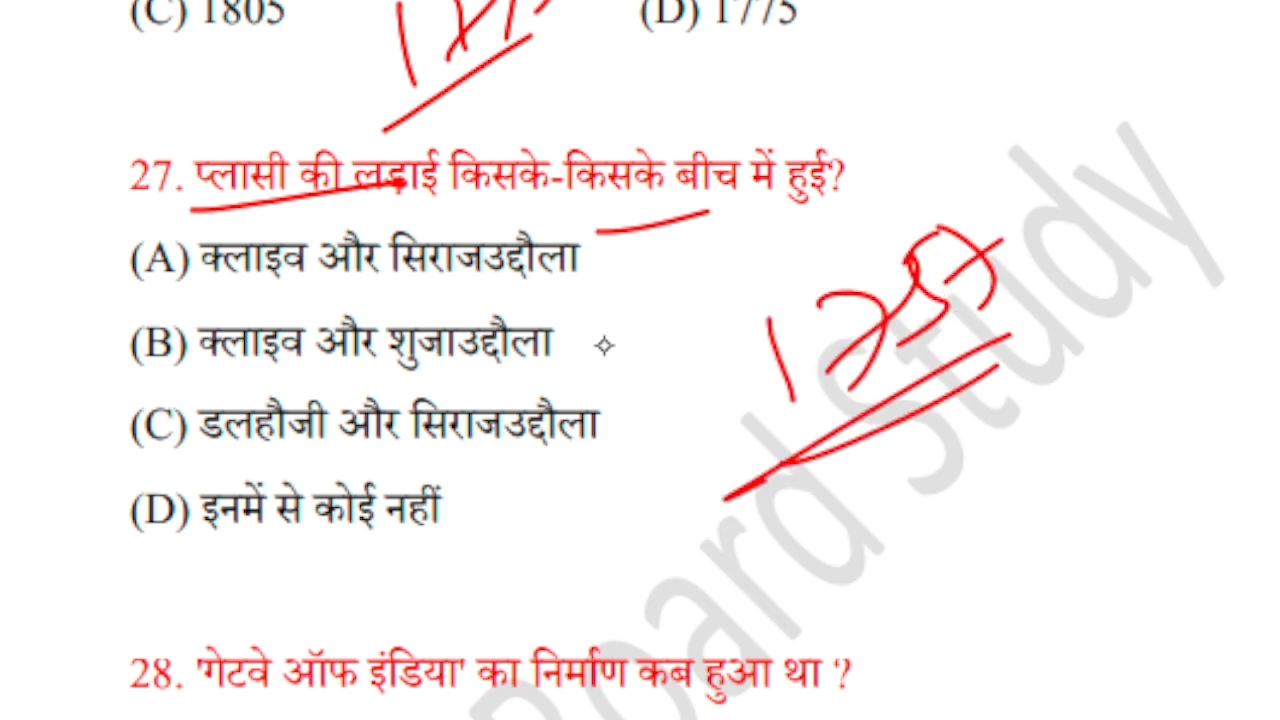 (C) 1805 (D) 1775
27. प्लासी की लड़ाई किसके-किसके बीच में हुई?
(A) क्लाइव और सिराजउद्दौला
(B) क्लाइव और शुजाउद्दौला
1757
(C) डलहौजी और सिराजउद्दौला
(D) इनमें से कोई नहीं
28. 'गेटवे ऑफ इंडिया' का निर्माण कब हुआ था ?
Board Study